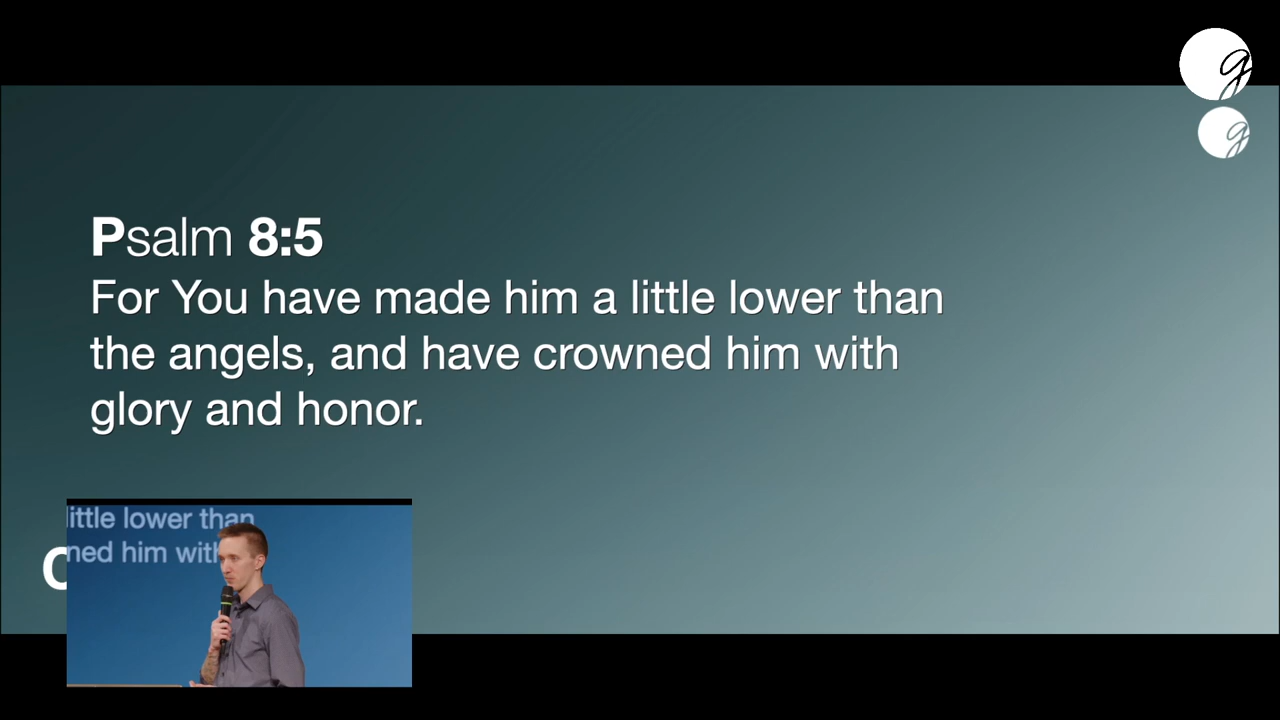 g
g
Psalm 8:5
For You have made him a little lower than
the angels, and have crowned him with
glory and honor.
little lower than
ned him with